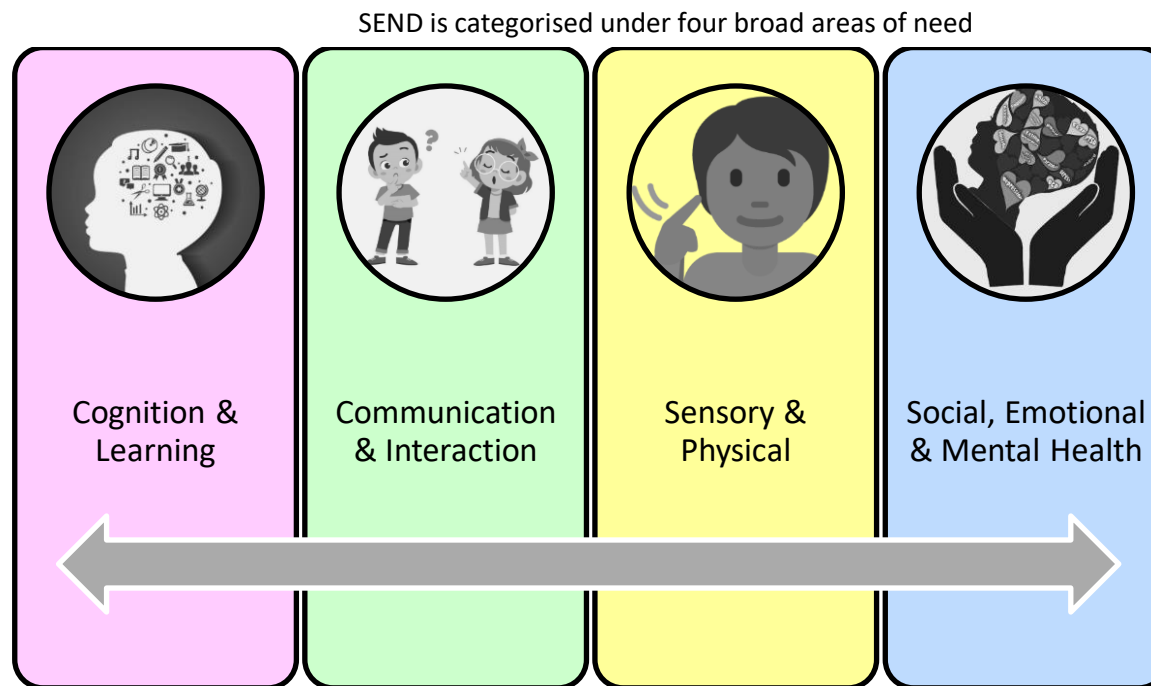 SEND is categorised under four broad areas of need
Cognition &
Learning
Communication
& Interaction
Sensory &
Physical
Social, Emotional
& Mental Health